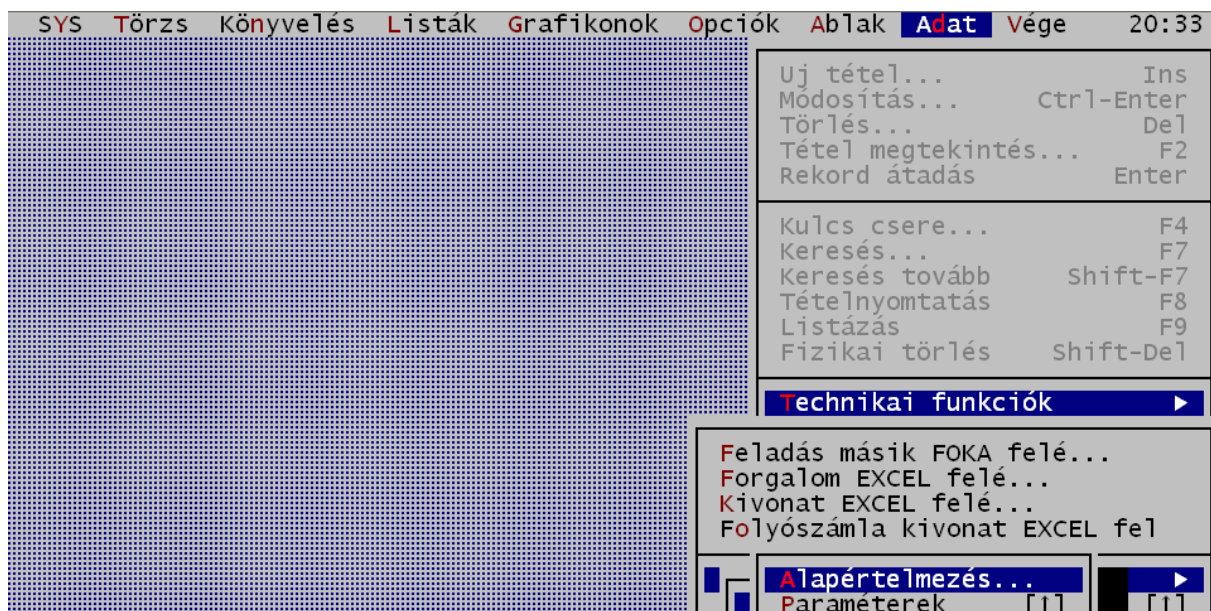 SYS Törzs Könyvelés Listák Grafikonok Opciók Ablak Adat Vége 20:33
Uj tétel... Ins
Módosítás... Ctrl-Enter
Törlés... Del
Tétel megtekintés... F2
Rekord átadás Enter
Kulcs csere... F4
Keresés... F7
Keresés tovább Shift-F7
Tételnyomtatás F8
Listázás F9
Fizikai törlés Shift-Del
Technikai funkciók ►
Feladás másik FOKA felé...
Forgalom EXCEL felé...
Kivonat EXCEL felé...
Folyószámla kivonat EXCEL fel
Alapértelmezés... ►
Paraméterek [↑] [↑]